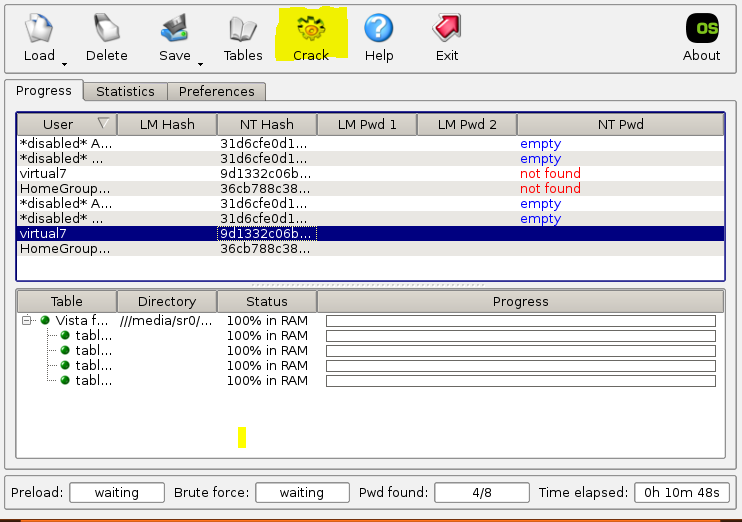 Load Delete Save Tables Crack Help Exit OS About
Progress Statistics Preferences
User LM Hash NT Hash LM Pwd 1 LM Pwd 2 NT Pwd
*disabled* A... 31d6cfe0d1... empty
*disabled* ... 31d6cfe0d1... empty
virtual7 9d1332c06b... not found
HomeGroup... 36cb788c38... not found
*disabled* A... 31d6cfe0d1... empty
*disabled* ... 31d6cfe0d1... empty
virtual7 9d1332c06b...
HomeGroup... 36cb788c38...
Table Directory Status Progress
Vista f... ///media/sr0/... 100% in RAM
tabl... 100% in RAM
tabl... 100% in RAM
tabl... 100% in RAM
tabl... 100% in RAM
Preload: waiting Brute force: waiting Pwd found: 4/8 Time elapsed: 0h 10m 48s